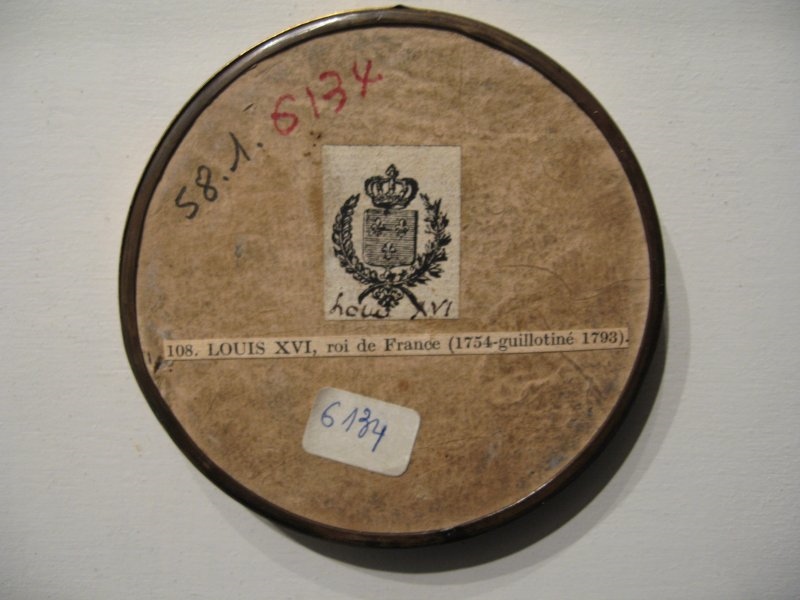 6134
58.1.
Louis XVI
108. LOUIS XVI, roi de France (1754-guillotiné 1793).
6134